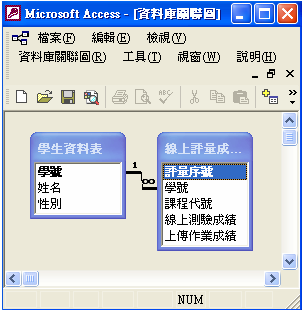 Microsoft Access - [資料庫關聯圖]
檔案(F) 編輯(E) 檢視(V)
資料庫關聯圖(R) 工具(T) 視窗(W) 說明(H)
學生資料表
學號
姓名
性別
1
∞
線上評量成...
評量序號
學號
課程代號
線上測驗成績
上傳作業成績
NUM